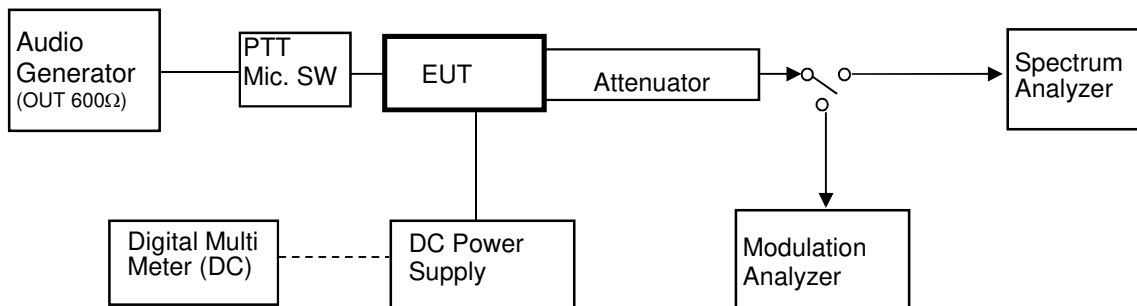 Audio
Generator
(OUT 600Ω)
PTT
Mic. SW
EUT
Attenuator
Spectrum
Analyzer
Digital Multi
Meter (DC)
DC Power
Supply
Modulation
Analyzer